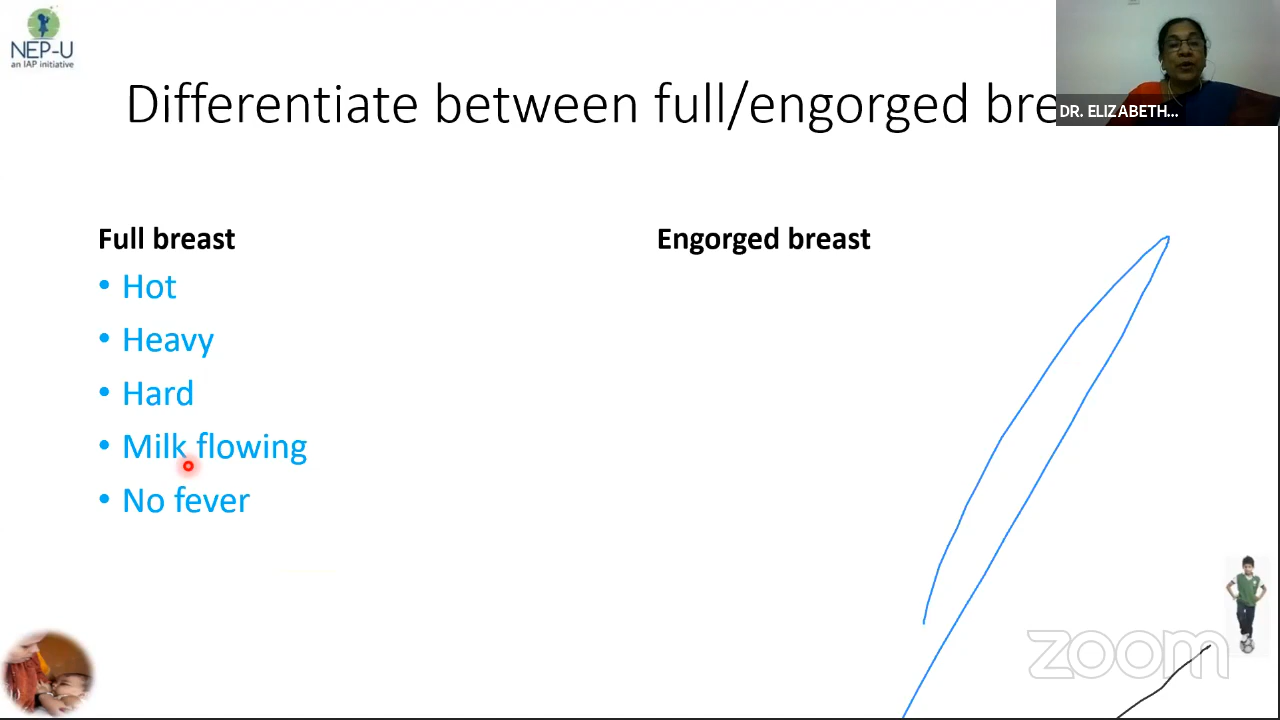 NEP-U
an IAP initiative
Differentiate between full/engorged bre
DR. ELIZABETH...
Full breast
• Hot
• Heavy
• Hard
• Milk flowing
• No fever
Engorged breast
zoom